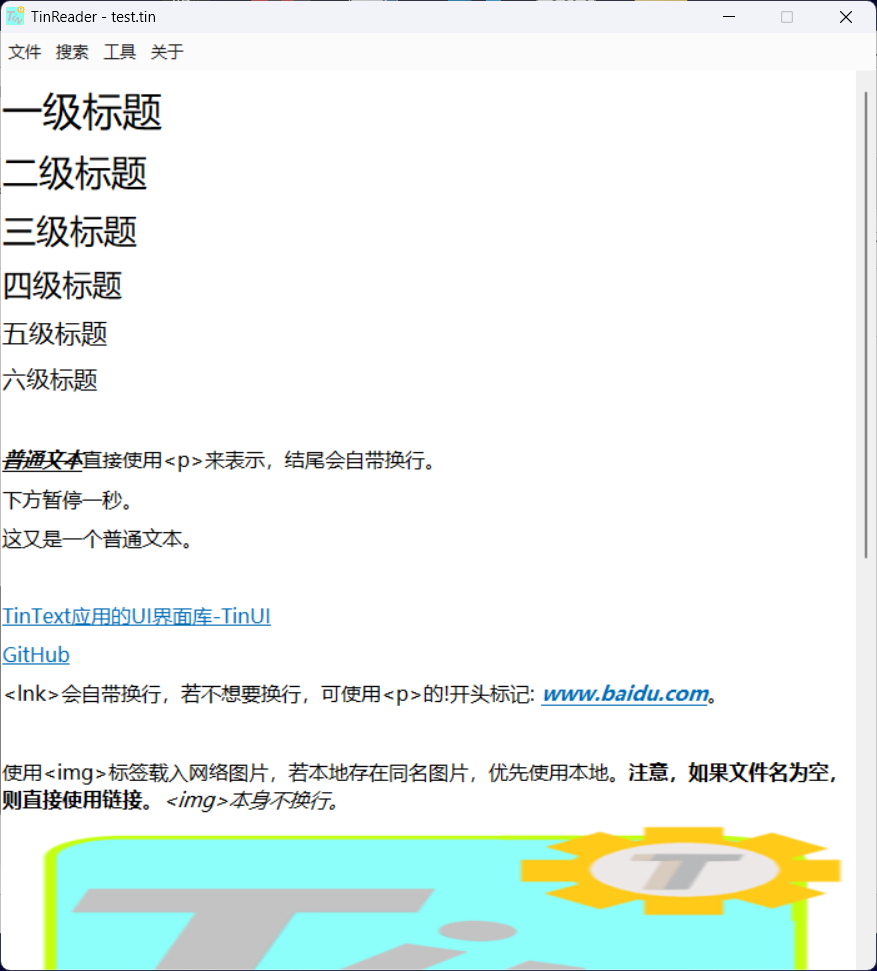 TinReader - test.tin
文件 搜索 工具 关于
一级标题
二级标题
三级标题
四级标题
五级标题
六级标题
普通文本直接使用<p>来表示，结尾会自带换行。
下方暂停一秒。
这又是一个普通文本。
TinText应用的UI界面库-TinUI
GitHub
<lnk>会自带换行，若不想要换行，可使用<p>的!开头标记: www.baidu.com。
使用<img>标签载入网络图片，若本地存在同名图片，优先使用本地。注意，如果文件名为空，
则直接使用链接。<img>本身不换行。
T
Ti